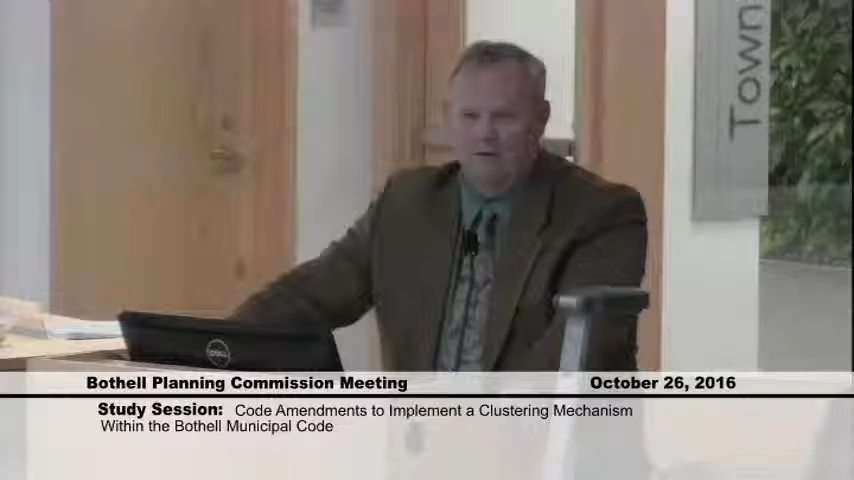 Town
DELL
Bothell Planning Commission Meeting October 26, 2016
Study Session: Code Amendments to Implement a Clustering Mechanism
Within the Bothell Municipal Code